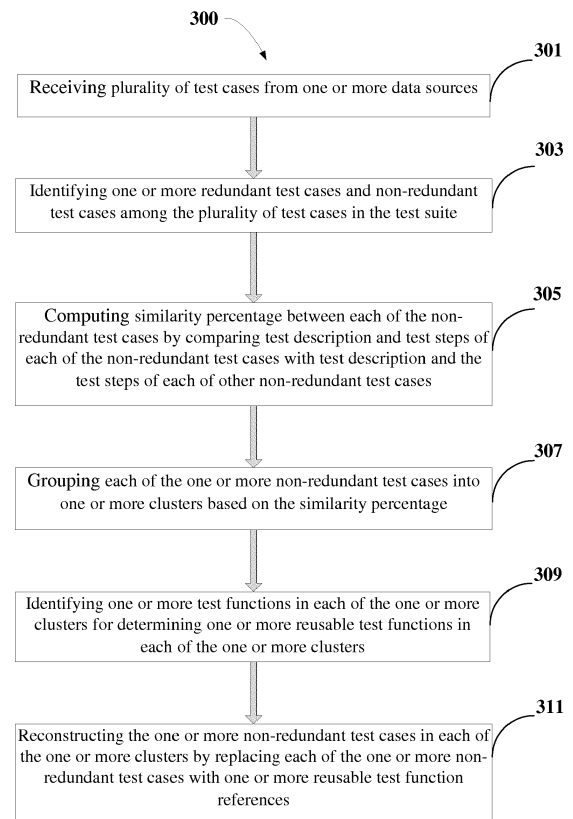 300
301
Receiving plurality of test cases from one or more data sources
303
Identifying one or more redundant test cases and non-redundant
test cases among the plurality of test cases in the test suite
305
Computing similarity percentage between each of the non-
redundant test cases by comparing test description and test steps of
each of the non-redundant test cases with test description and the
test steps of each of other non-redundant test cases
307
Grouping each of the one or more non-redundant test cases into
one or more clusters based on the similarity percentage
309
Identifying one or more test functions in each of the one or more
clusters for determining one or more reusable test functions in
each of the one or more clusters
311
Reconstructing the one or more non-redundant test cases in each of
the one or more clusters by replacing each of the one or more non-
redundant test cases with one or more reusable test function
references